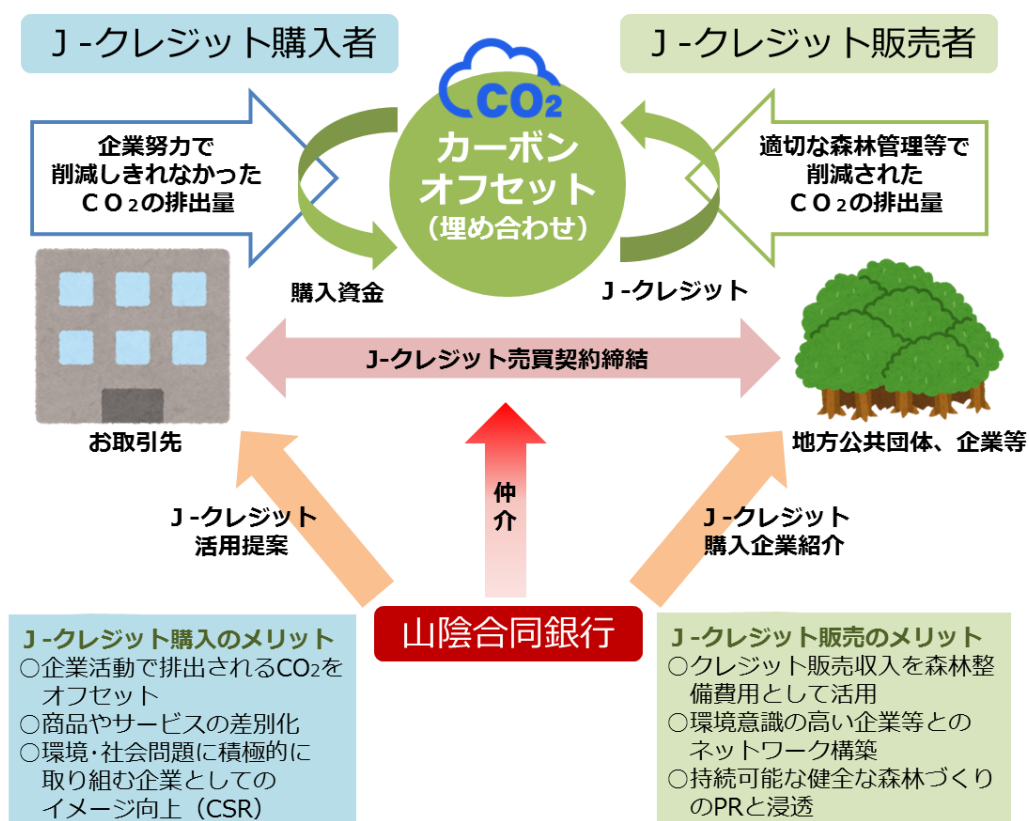 J-クレジット購入者
J-クレジット販売者
CO₂
カーボン
オフセット
（埋め合わせ）
企業努力で
削減しきれなかった
ＣＯ₂の排出量
適切な森林管理等で
削減された
ＣＯ₂の排出量
購入資金
J-クレジット
J-クレジット売買契約締結
お取引先
地方公共団体、企業等
J-クレジット
活用提案
仲
介
J-クレジット
購入企業紹介
山陰合同銀行
J-クレジット購入のメリット
○企業活動で排出されるCO₂を
オフセット
○商品やサービスの差別化
○環境・社会問題に積極的に
取り組む企業としての
イメージ向上（CSR）
J-クレジット販売のメリット
○クレジット販売収入を森林整
備費用として活用
○環境意識の高い企業等との
ネットワーク構築
○持続可能な健全な森林づくり
のPRと浸透